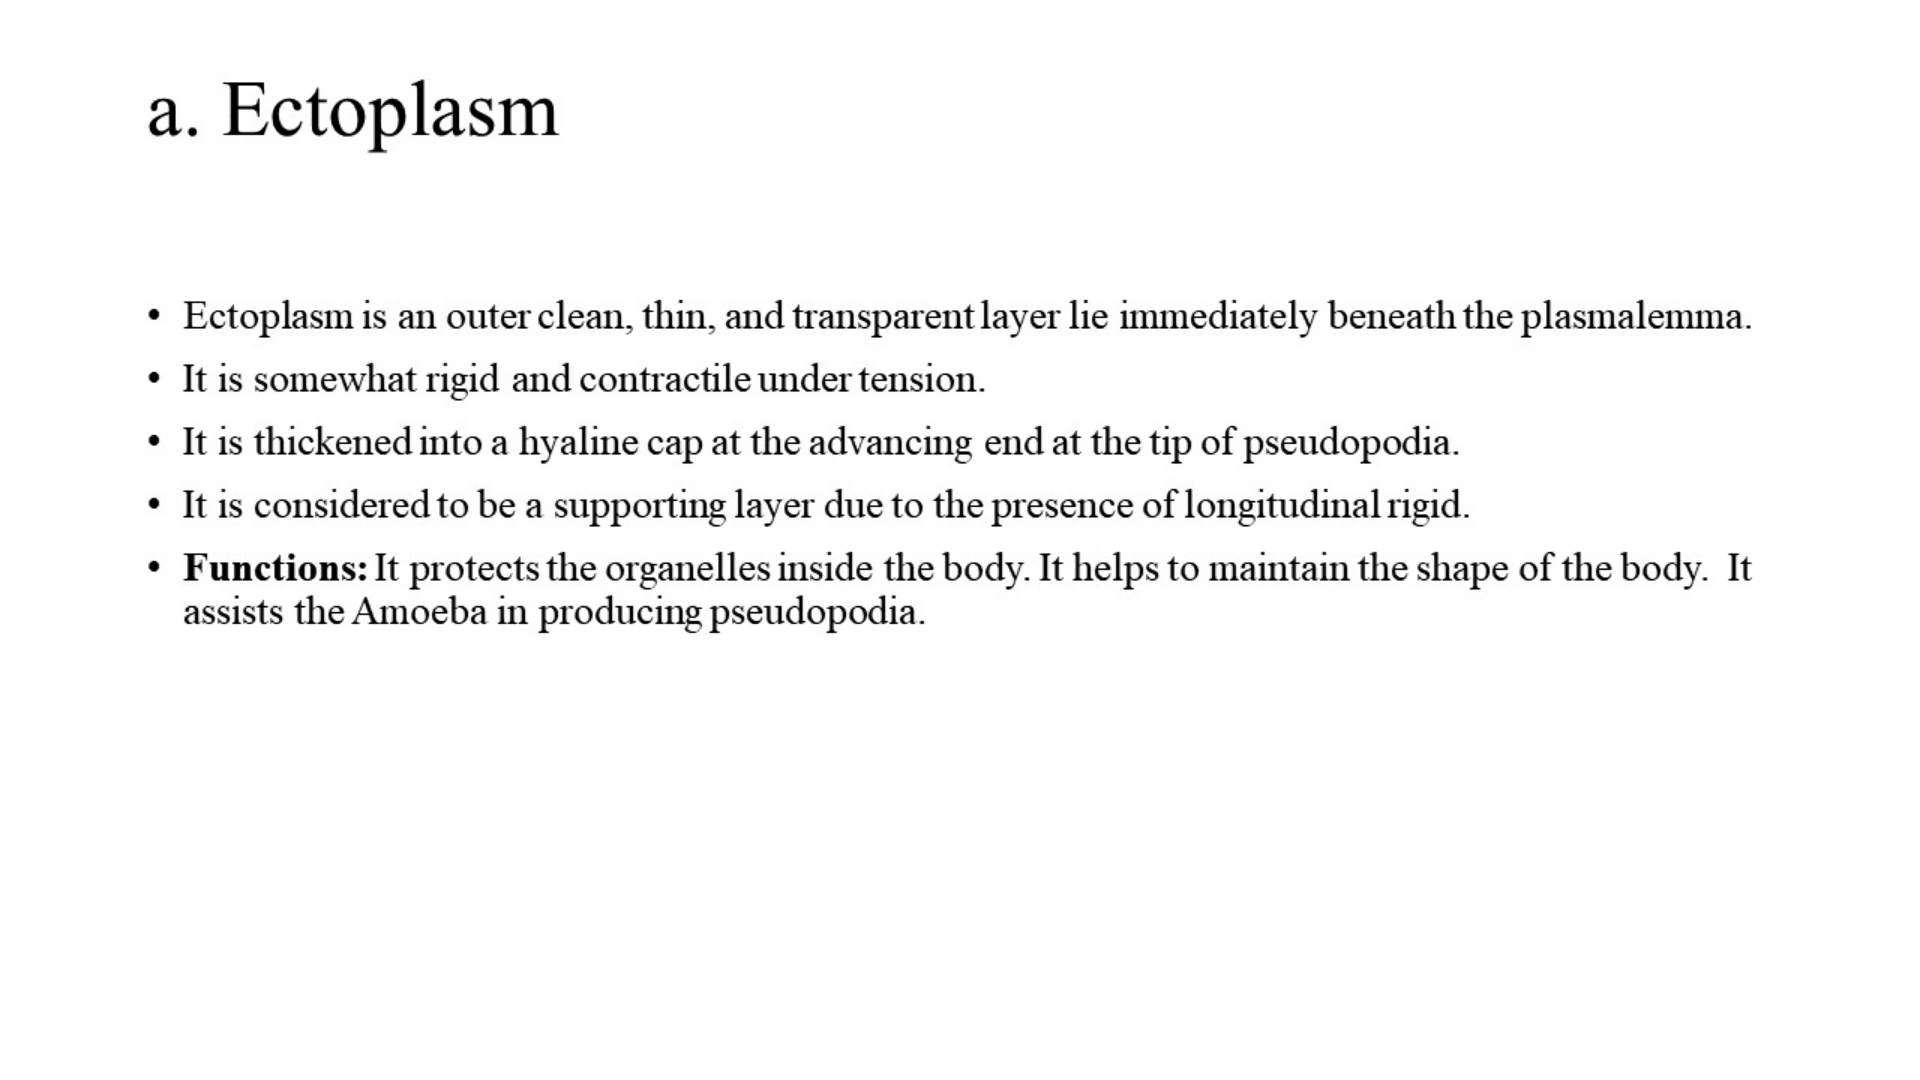 a. Ectoplasm
• Ectoplasm is an outer clean, thin, and transparent layer lie immediately beneath the plasmalemma.
• It is somewhat rigid and contractile under tension.
• It is thickened into a hyaline cap at the advancing end at the tip of pseudopodia.
• It is considered to be a supporting layer due to the presence of longitudinal rigid.
• Functions: It protects the organelles inside the body. It helps to maintain the shape of the body. It
assists the Amoeba in producing pseudopodia.